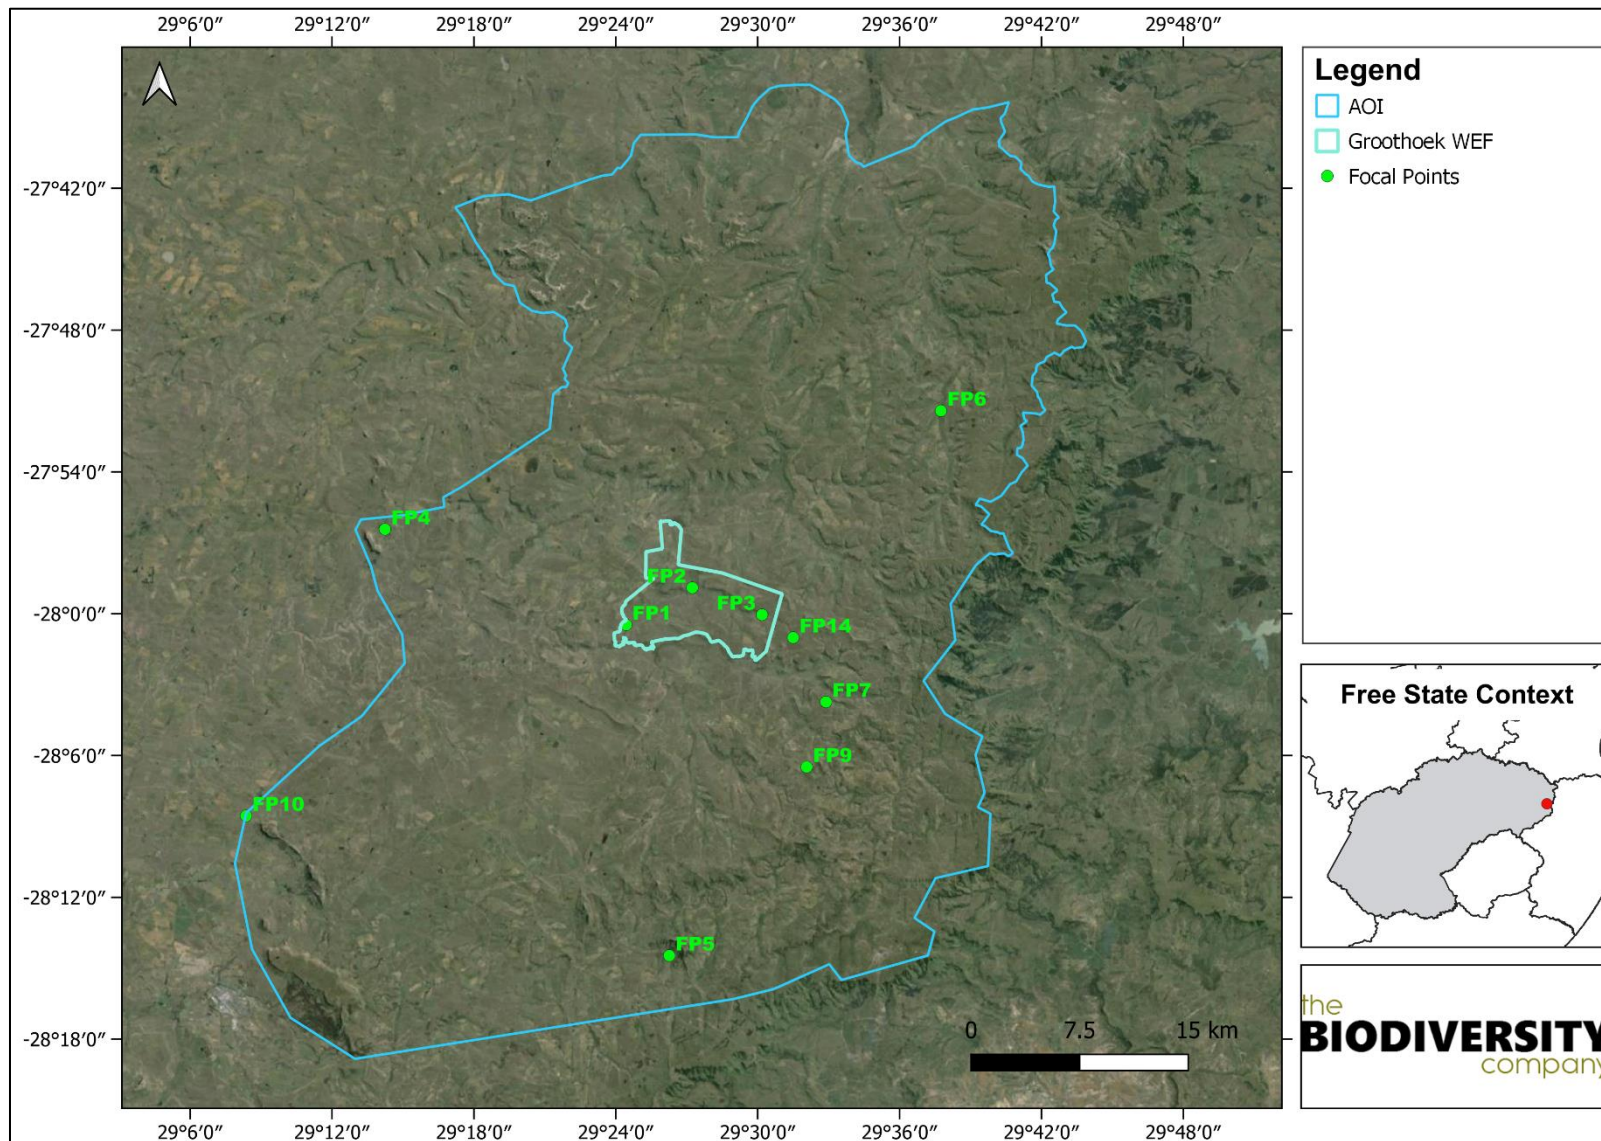 29°6′0″ 29°12′0″ 29°18′0″ 29°24′0″ 29°30′0″ 29°36′0″ 29°42′0″ 29°48′0″
-27°42′0″
-27°48′0″
-27°54′0″
-28°0′0″
-28°6′0″
-28°12′0″
-28°18′0″
FP6
FP4
FP2
FP3
FP1
FP14
FP7
FP9
FP10
FP5
0 7.5 15 km
29°6′0″ 29°12′0″ 29°18′0″ 29°24′0″ 29°30′0″ 29°36′0″ 29°42′0″ 29°48′0″
Legend
AOI
Groothoek WEF
Focal Points
Free State Context
the
BIODIVERSITY
company